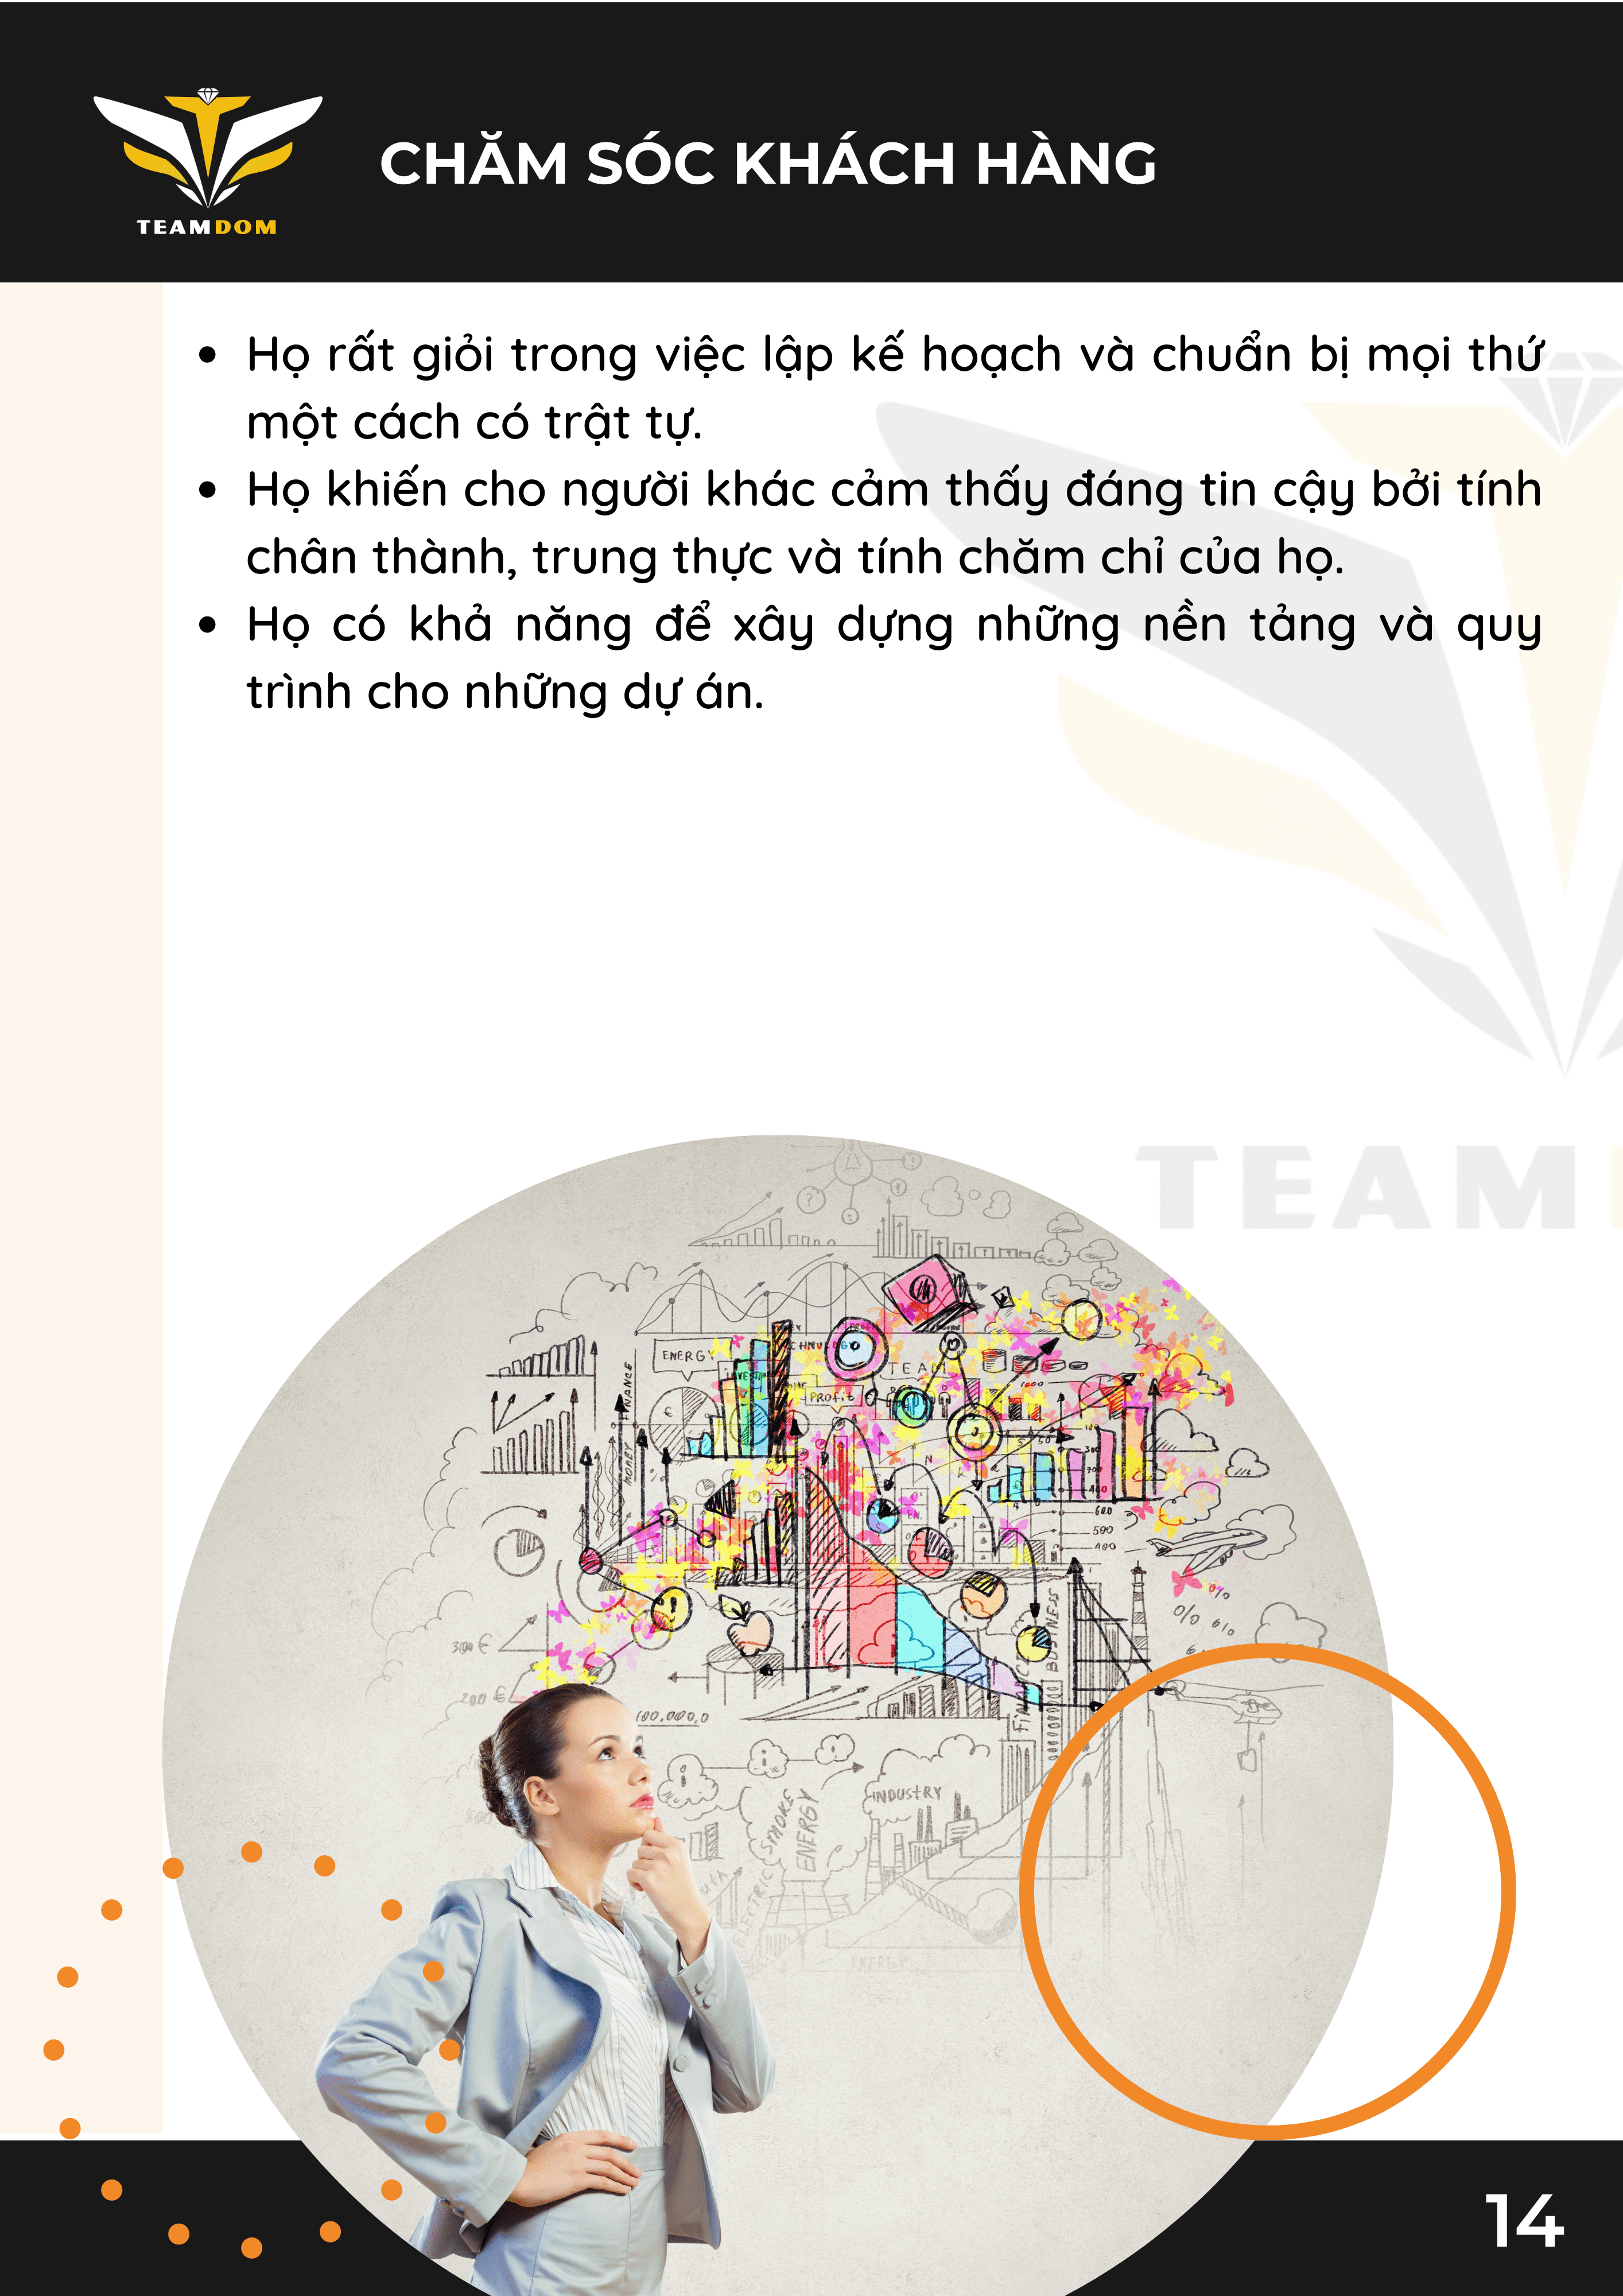 TEAMDOM
CHĂM SÓC KHÁCH HÀNG
• Họ rất giỏi trong việc lập kế hoạch và chuẩn bị mọi thứ
một cách có trật tự.
• Họ khiến cho người khác cảm thấy đáng tin cậy bởi tính
chân thành, trung thực và tính chăm chỉ của họ.
• Họ có khả năng để xây dựng những nền tảng và quy
trình cho những dự án.
TEAM
ENERGY
TEAM
PROFIT
FINANCE
MONEY
600
500
400
300 €
200 €
100,000,0
BUSINESS
INDUSTRY
SMOKE
ENERGY
ELECTRIC
ENERGY
14